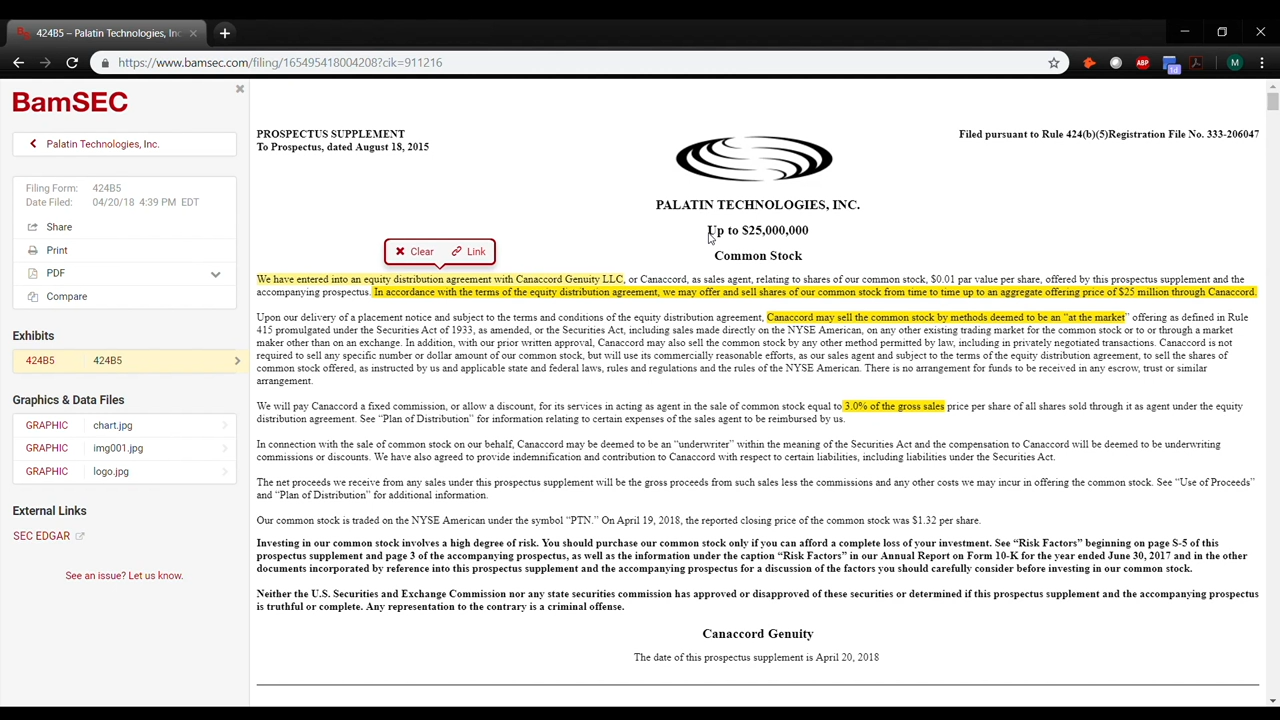 424B5 – Palatin Technologies, Inc
https://www.bamsec.com/filing/165495418004208?cik=911216
ABP
M
BamSEC
Palatin Technologies, Inc.
Filing Form: 424B5
Date Filed: 04/20/18 4:39 PM EDT
Share
Print
PDF
Compare
Exhibits
424B5 424B5
Graphics & Data Files
GRAPHIC chart.jpg
GRAPHIC img001.jpg
GRAPHIC logo.jpg
External Links
SEC EDGAR
See an issue? Let us know.
PROSPECTUS SUPPLEMENT
To Prospectus, dated August 18, 2015
Filed pursuant to Rule 424(b)(5)Registration File No. 333-206047
PALATIN TECHNOLOGIES, INC.
Up to $25,000,000
Common Stock
Clear Link
We have entered into an equity distribution agreement with Canaccord Genuity LLC, or Canaccord, as sales agent, relating to shares of our common stock, $0.01 par value per share, offered by this prospectus supplement and the
accompanying prospectus. In accordance with the terms of the equity distribution agreement, we may offer and sell shares of our common stock from time to time up to an aggregate offering price of $25 million through Canaccord.
Upon our delivery of a placement notice and subject to the terms and conditions of the equity distribution agreement, Canaccord may sell the common stock by methods deemed to be an “at the market” offering as defined in Rule
415 promulgated under the Securities Act of 1933, as amended, or the Securities Act, including sales made directly on the NYSE American, on any other existing trading market for the common stock or to or through a market
maker other than on an exchange. In addition, with our prior written approval, Canaccord may also sell the common stock by any other method permitted by law, including in privately negotiated transactions. Canaccord is not
required to sell any specific number or dollar amount of our common stock, but will use its commercially reasonable efforts, as our sales agent and subject to the terms of the equity distribution agreement, to sell the shares of
common stock offered, as instructed by us and applicable state and federal laws, rules and regulations and the rules of the NYSE American. There is no arrangement for funds to be received in any escrow, trust or similar
arrangement.
We will pay Canaccord a fixed commission, or allow a discount, for its services in acting as agent in the sale of common stock equal to 3.0% of the gross sales price per share of all shares sold through it as agent under the equity
distribution agreement. See “Plan of Distribution” for information relating to certain expenses of the sales agent to be reimbursed by us.
In connection with the sale of common stock on our behalf, Canaccord may be deemed to be an “underwriter” within the meaning of the Securities Act and the compensation to Canaccord will be deemed to be underwriting
commissions or discounts. We have also agreed to provide indemnification and contribution to Canaccord with respect to certain liabilities, including liabilities under the Securities Act.
The net proceeds we receive from any sales under this prospectus supplement will be the gross proceeds from such sales less the commissions and any other costs we may incur in offering the common stock. See “Use of Proceeds”
and “Plan of Distribution” for additional information.
Our common stock is traded on the NYSE American under the symbol “PTN.” On April 19, 2018, the reported closing price of the common stock was $1.32 per share.
Investing in our common stock involves a high degree of risk. You should purchase our common stock only if you can afford a complete loss of your investment. See “Risk Factors” beginning on page S-5 of this
prospectus supplement and page 3 of the accompanying prospectus, as well as the information under the caption “Risk Factors” in our Annual Report on Form 10-K for the year ended June 30, 2017 and in the other
documents incorporated by reference into this prospectus supplement and the accompanying prospectus for a discussion of the factors you should carefully consider before investing in our common stock.
Neither the U.S. Securities and Exchange Commission nor any state securities commission has approved or disapproved of these securities or determined if this prospectus supplement and the accompanying prospectus
is truthful or complete. Any representation to the contrary is a criminal offense.
Canaccord Genuity
The date of this prospectus supplement is April 20, 2018